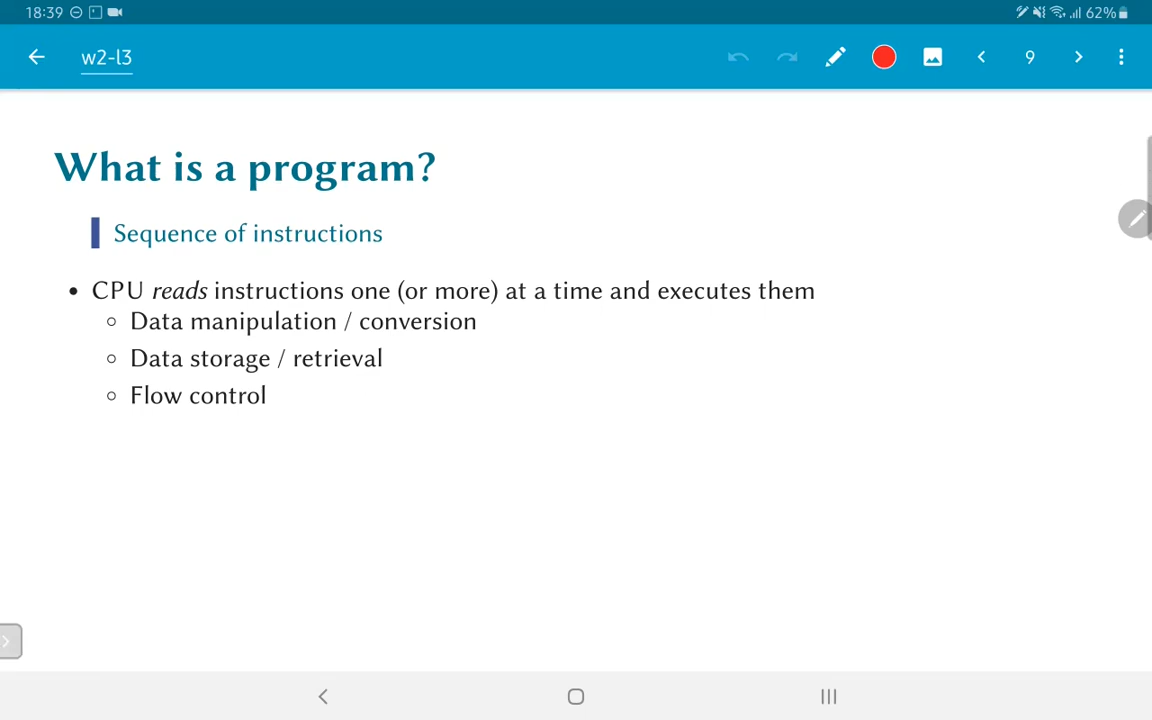 18:39 62%
w2-l3 9
What is a program?
Sequence of instructions
• CPU reads instructions one (or more) at a time and executes them
◦ Data manipulation / conversion
◦ Data storage / retrieval
◦ Flow control